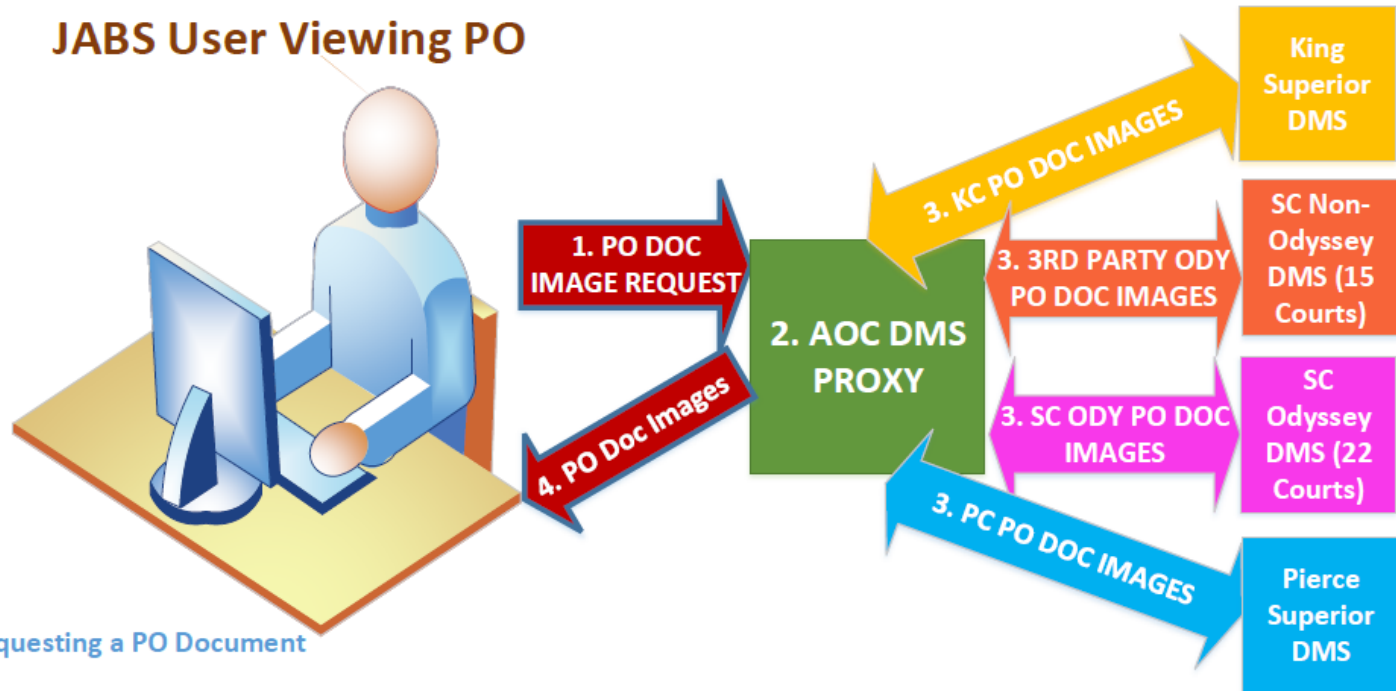 JABS User Viewing PO
1. PO DOC
IMAGE REQUEST
2. AOC DMS
PROXY
4. PO Doc Images
3. KC PO DOC IMAGES
3. 3RD PARTY ODY
PO DOC IMAGES
3. SC ODY PO DOC
IMAGES
3. PC PO DOC IMAGES
King
Superior
DMS
SC Non-
Odyssey
DMS (15
Courts)
SC
Odyssey
DMS (22
Courts)
Pierce
Superior
DMS
questing a PO Document